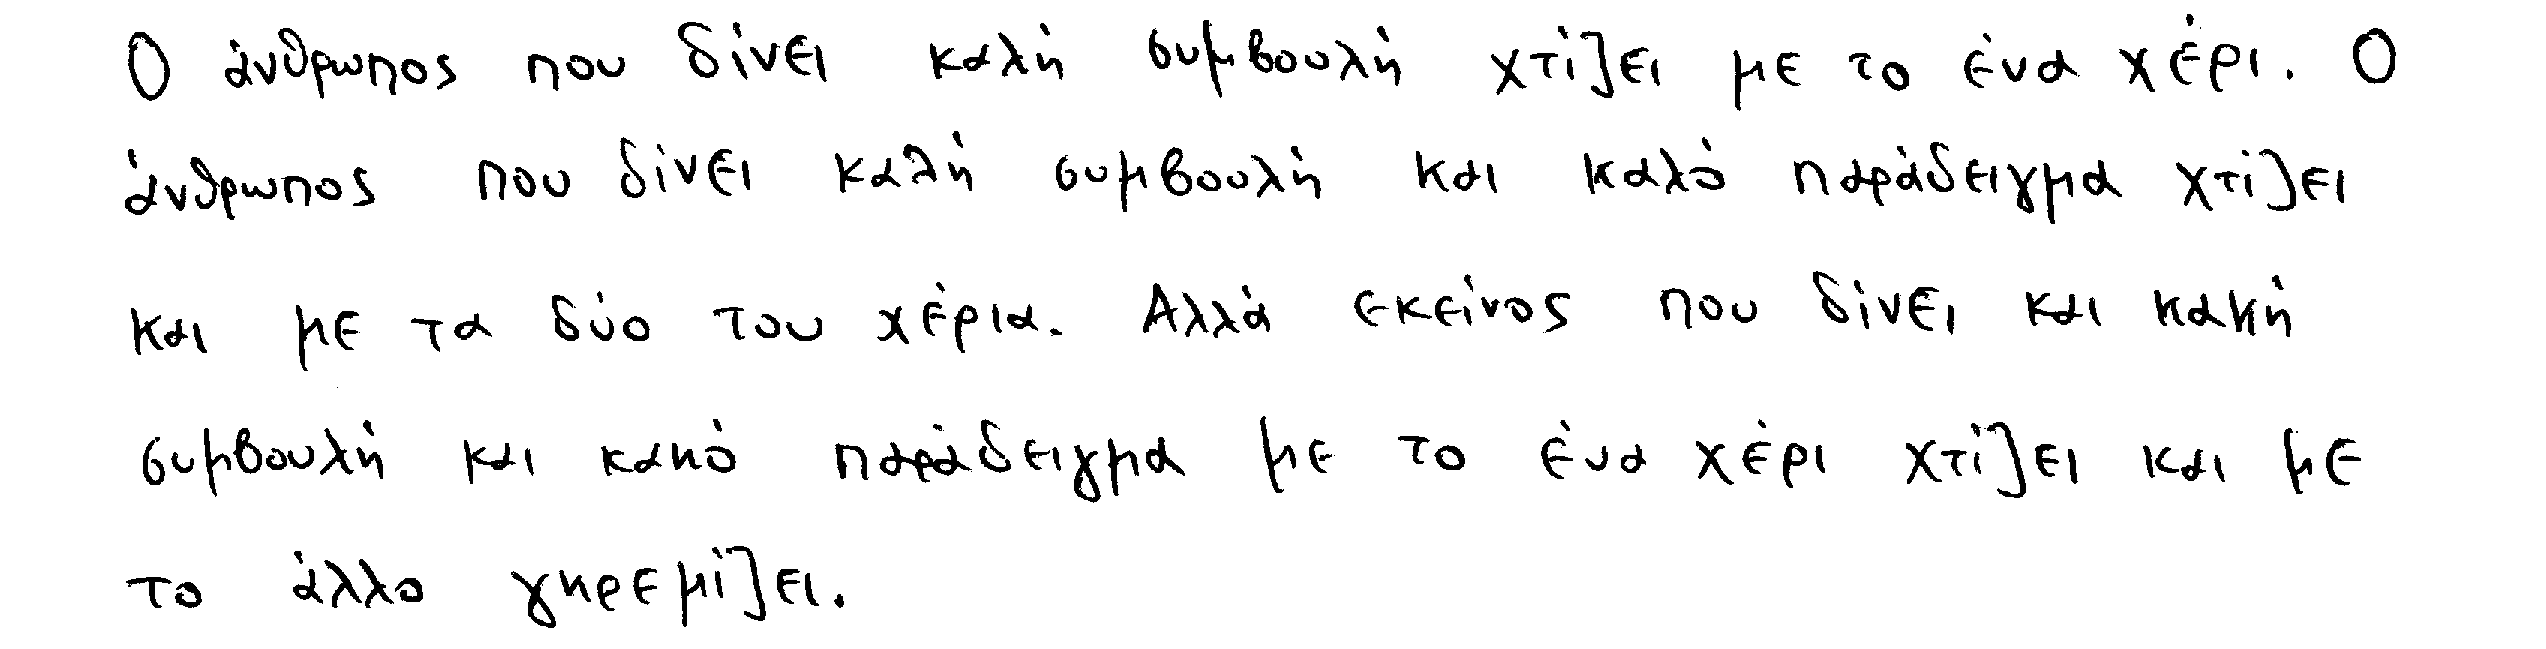 Ο άνθρωπος που δίνει καλή συμβουλή χτίζει με το ένα χέρι. Ο
άνθρωπος που δίνει καλή συμβουλή και καλό παράδειγμα χτίζει
και με τα δύο του χέρια. Αλλά εκείνος που δίνει και κακή
συμβουλή και κακό παράδειγμα με το ένα χέρι χτίζει και με
το άλλο γκρεμίζει.